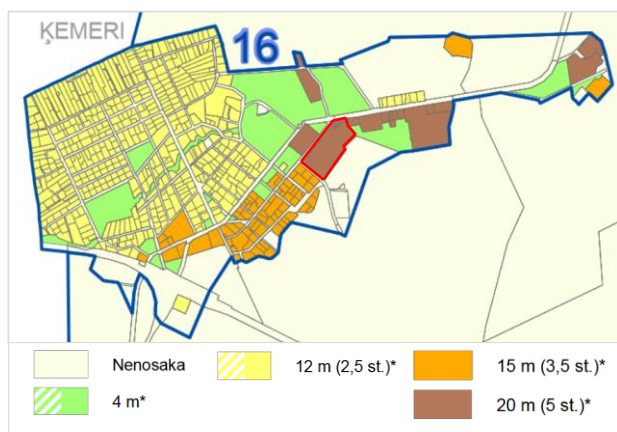 ĶEMERI
16
Nenosaka
12 m (2,5 st.)*
15 m (3,5 st.)*
4 m*
20 m (5 st.)*